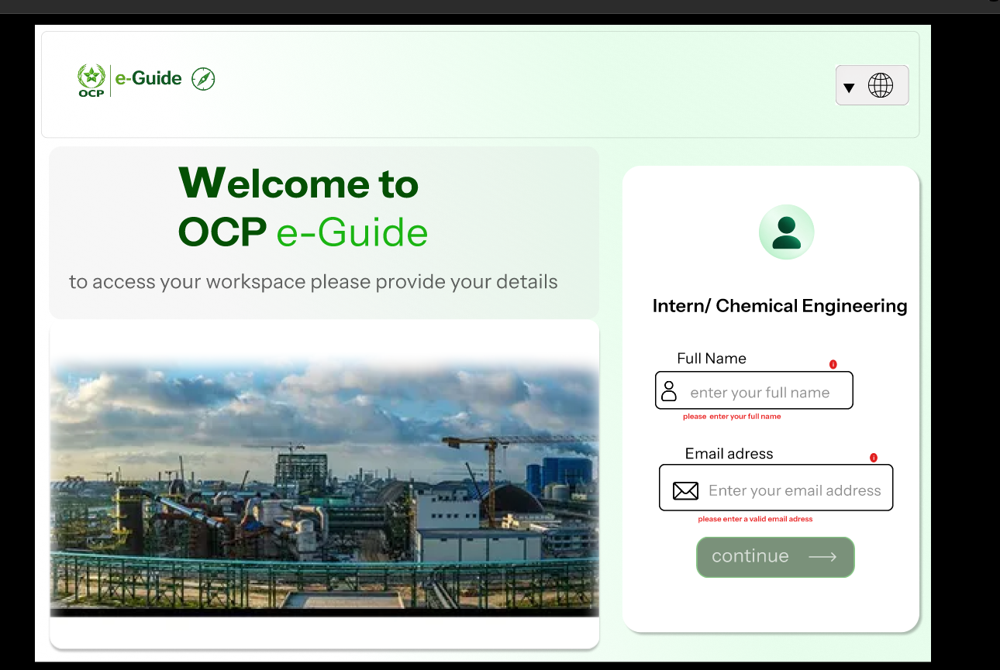 OCP e-Guide
Welcome to
OCP e-Guide
to access your workspace please provide your details
Intern/ Chemical Engineering
Full Name
enter your full name
please enter your full name
Email adress
Enter your email address
please enter a valid email adress
continue